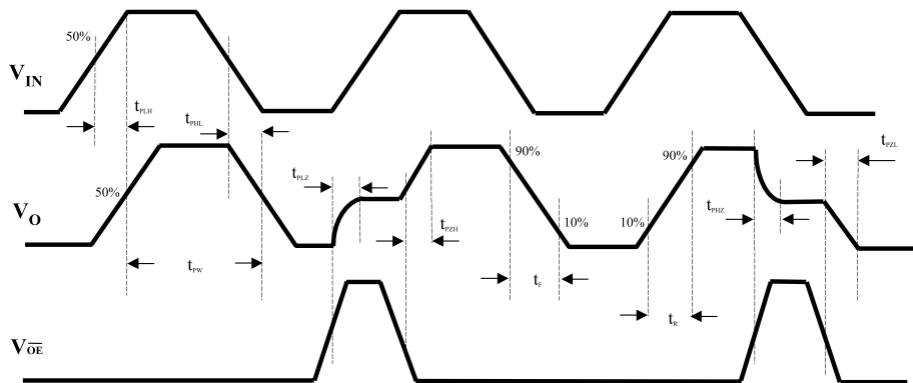 50%
V_IN
t_PLH
t_PHL
t_PZL
90%
90%
50%
t_PLZ
V_O
10%
10%
t_PHZ
t_PZH
t_PW
t_F
t_R
V_OE̅